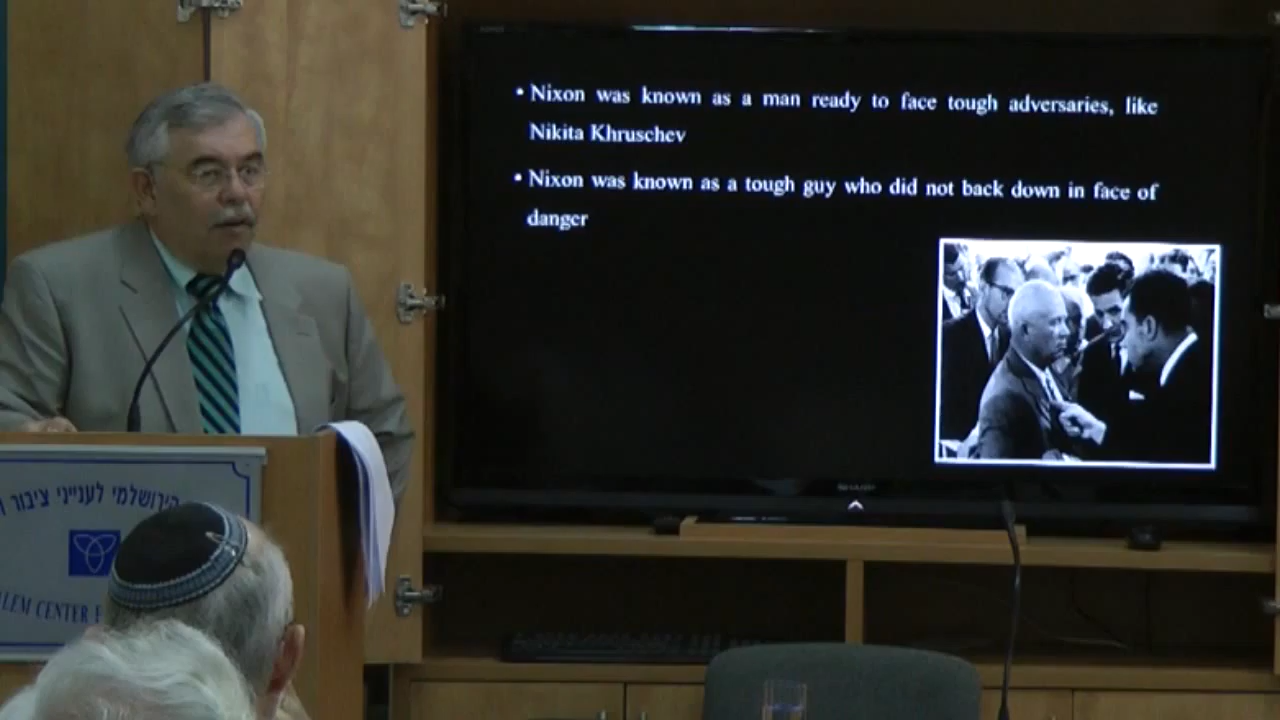 • Nixon was known as a man ready to face tough adversaries, like
Nikita Khruschev
• Nixon was known as a tough guy who did not back down in face of
danger
SHARP
הירושלמי לענייני ציבור
CENTER